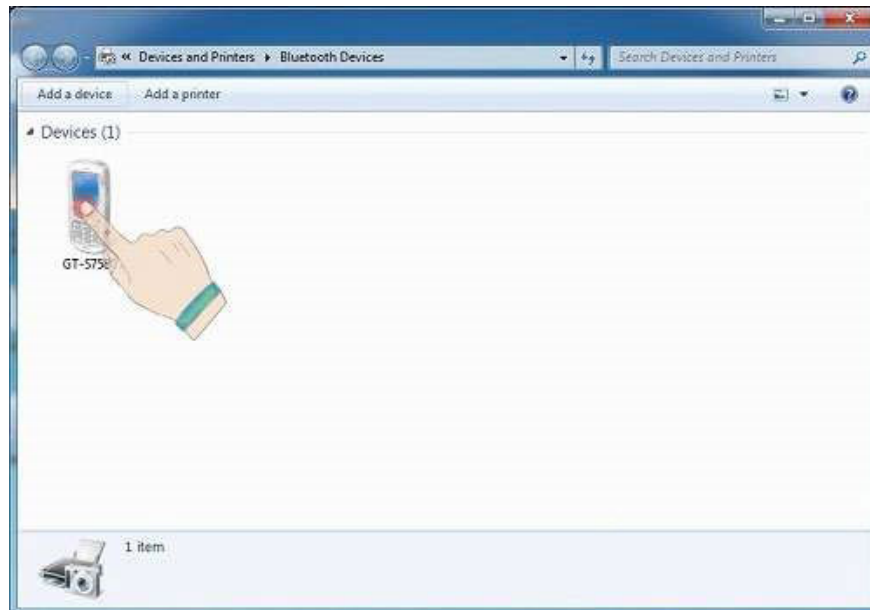 « Devices and Printers ▸ Bluetooth Devices
Search Devices and Printers
Add a device Add a printer
Devices (1)
1 item